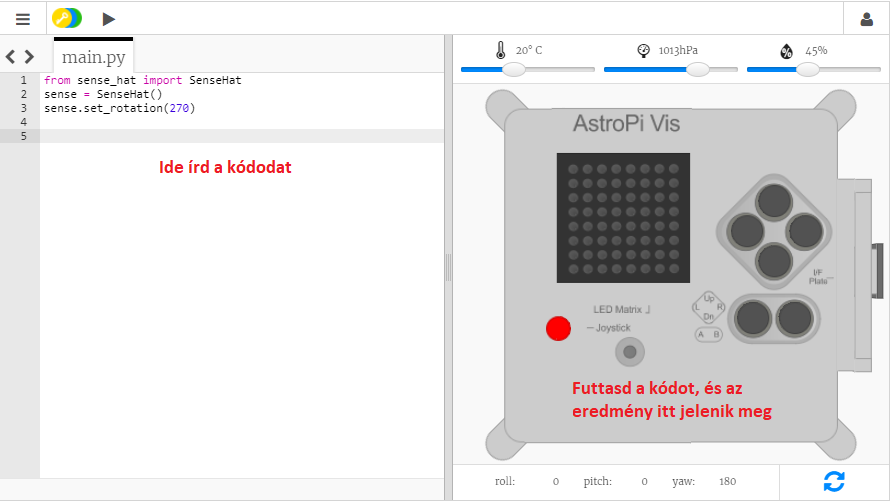 20° C
1013hPa
45%
main.py
1 from sense_hat import SenseHat
2 sense = SenseHat()
3 sense.set_rotation(270)
4
5
Ide írd a kódodat
AstroPi Vis
I/P
Plate
LED Matrix
Joystick
Up
L R
Dn
A B
Futtasd a kódot, és az
eredmény itt jelenik meg
roll: 0 pitch: 0 yaw: 180